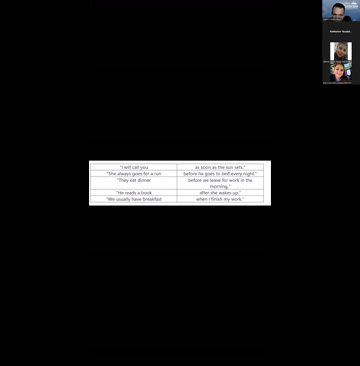 "I will call you
as soon as the sun sets."
"She always goes for a run
before he goes to bed every night."
"They eat dinner
before we leave for work in the
morning."
"He reads a book
after she wakes up."
"We usually have breakfast
when I finish my work."